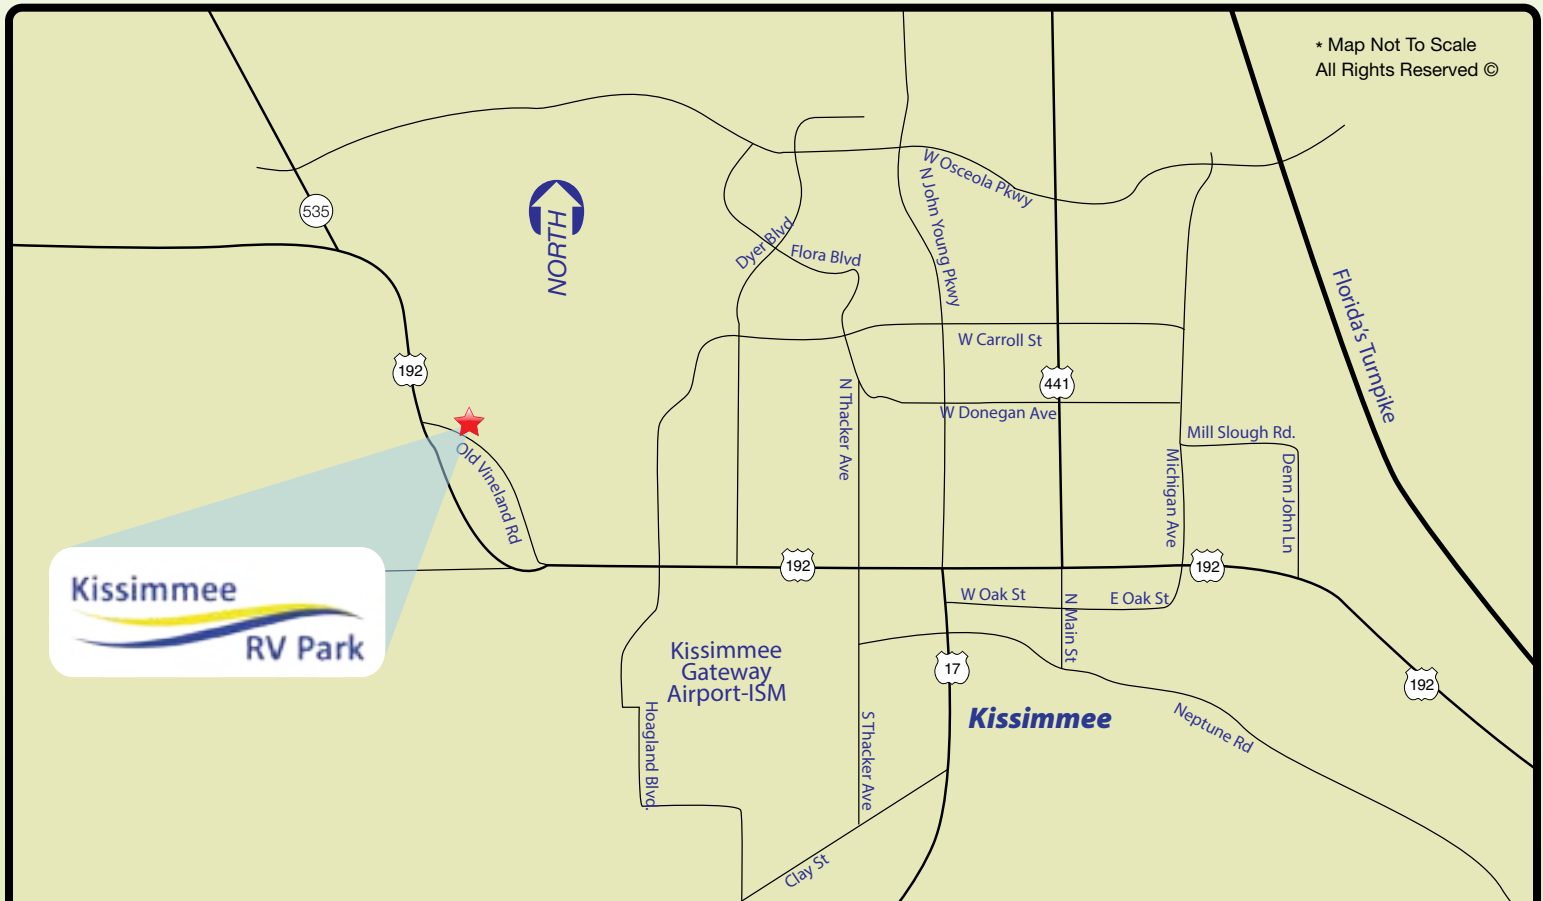 * Map Not To Scale
All Rights Reserved ©
W Osceola Pkwy
N John Young Pkwy
535
NORTH
Dyer Blvd
Flora Blvd
Florida's Turnpike
W Carroll St
192
441
N Thacker Ave
W Donegan Ave
Mill Slough Rd.
Old Vineland Rd
Michigan Ave
Denn John Ln
192
192
Kissimmee
RV Park
W Oak St
E Oak St
N Main St
Kissimmee
Gateway
Airport-ISM
17
192
Hoagland Blvd.
S Thacker Ave
Kissimmee
Neptune Rd
Clay St